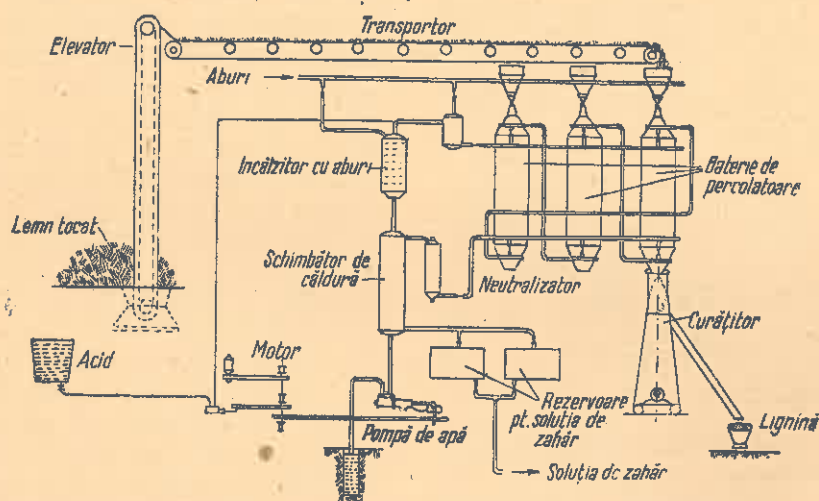 Transportor
Elevator
Aburi
Incălzitor cu aburi
Baterie de
percolatoare
Lemn tocat
Schimbător de
căldură
Neutralizator
Curățitor
Acid
Motor
Rezervoare
pt. soluția de
zahăr
Pompă de apă
Lignină
Soluția de zahăr